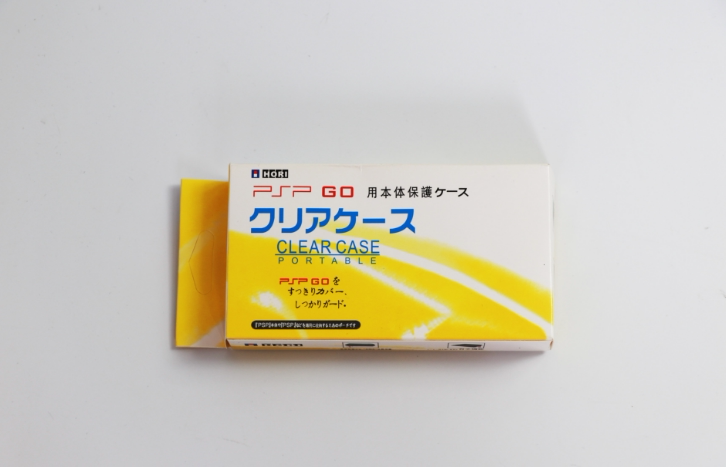 HORI
PSP GO 用本体保護ケース
クリアケース
CLEAR CASE
PORTABLE
PSP GOを
すっきりカバー、
しっかりガード。